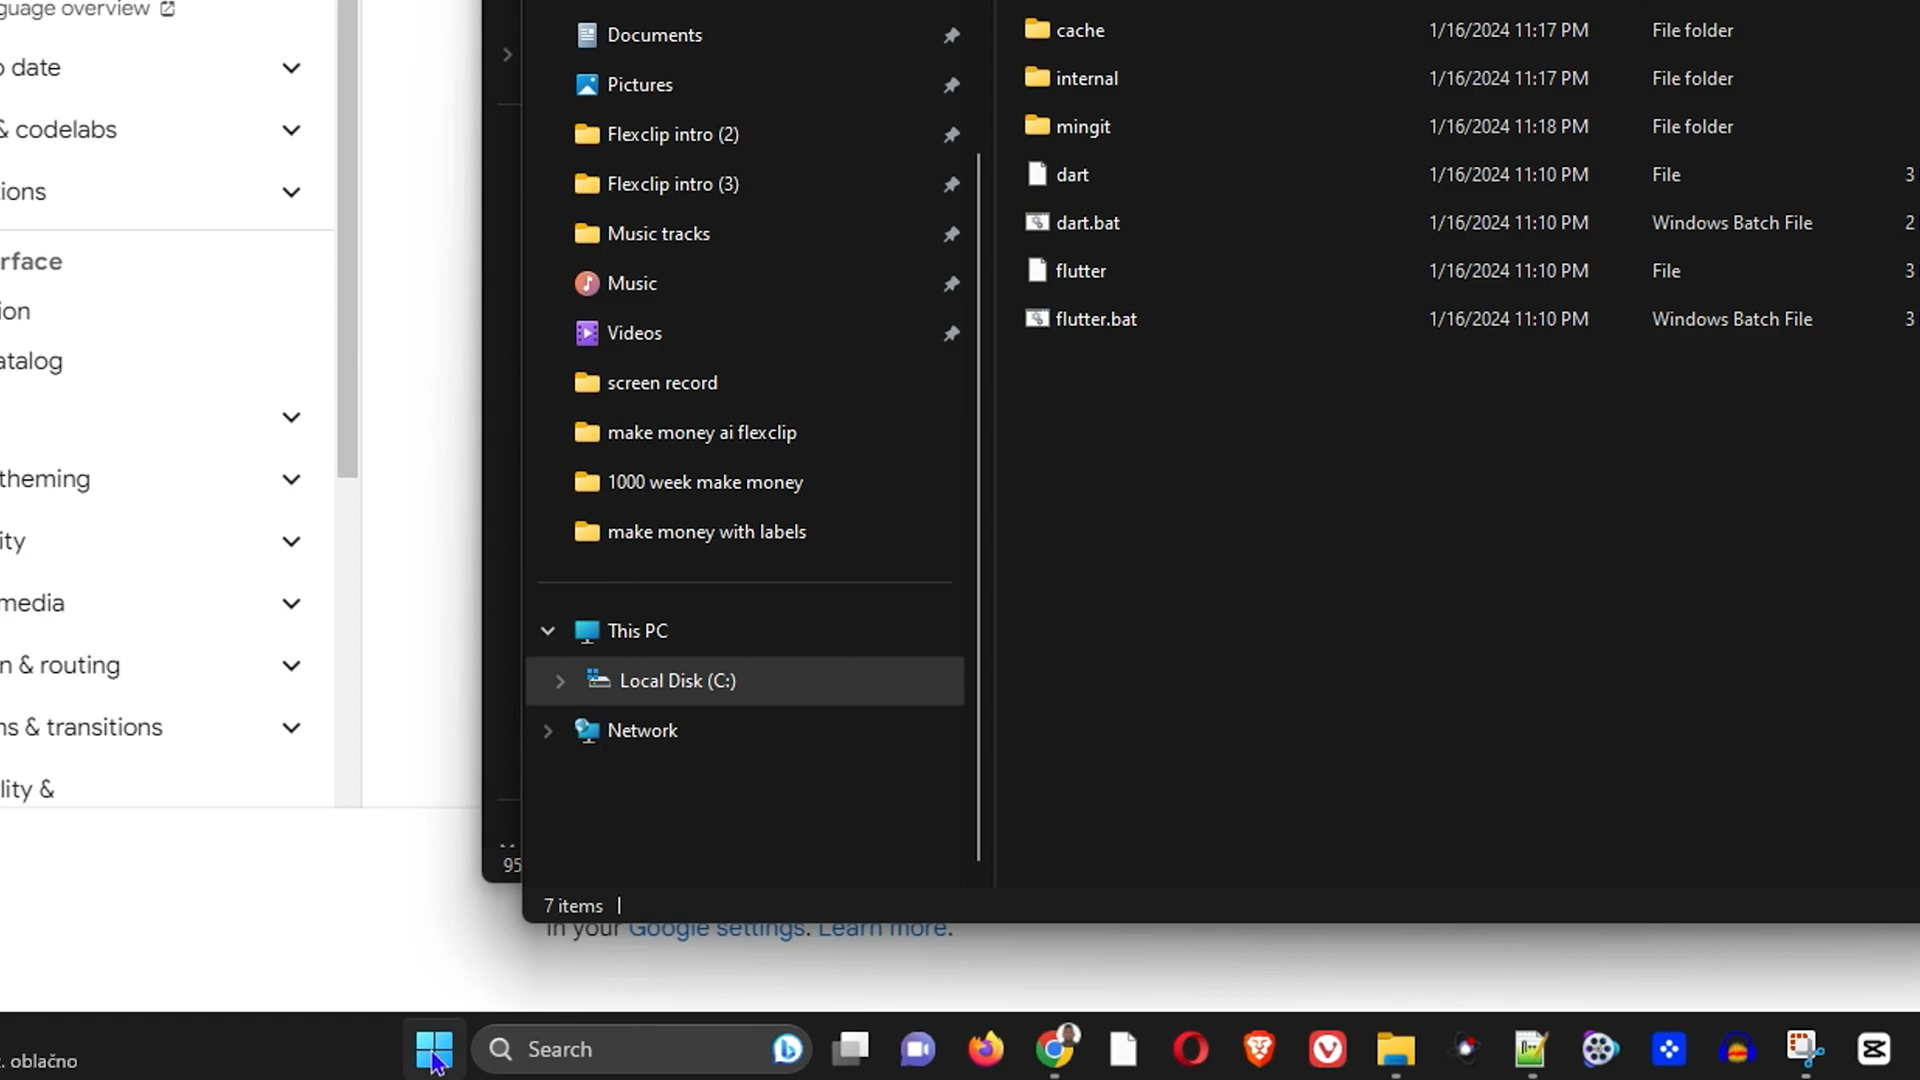 guage overview
o date
& codelabs
tions
rface
ion
atalog
theming
ity
media
n & routing
ns & transitions
lity &
Documents
Pictures
Flexclip intro (2)
Flexclip intro (3)
Music tracks
Music
Videos
screen record
make money ai flexclip
1000 week make money
make money with labels
This PC
Local Disk (C:)
Network
cache 1/16/2024 11:17 PM File folder
internal 1/16/2024 11:17 PM File folder
mingit 1/16/2024 11:18 PM File folder
dart 1/16/2024 11:10 PM File 3
dart.bat 1/16/2024 11:10 PM Windows Batch File 2
flutter 1/16/2024 11:10 PM File 3
flutter.bat 1/16/2024 11:10 PM Windows Batch File 3
95
7 items
in your Google settings. Learn more.
. oblačno
Search